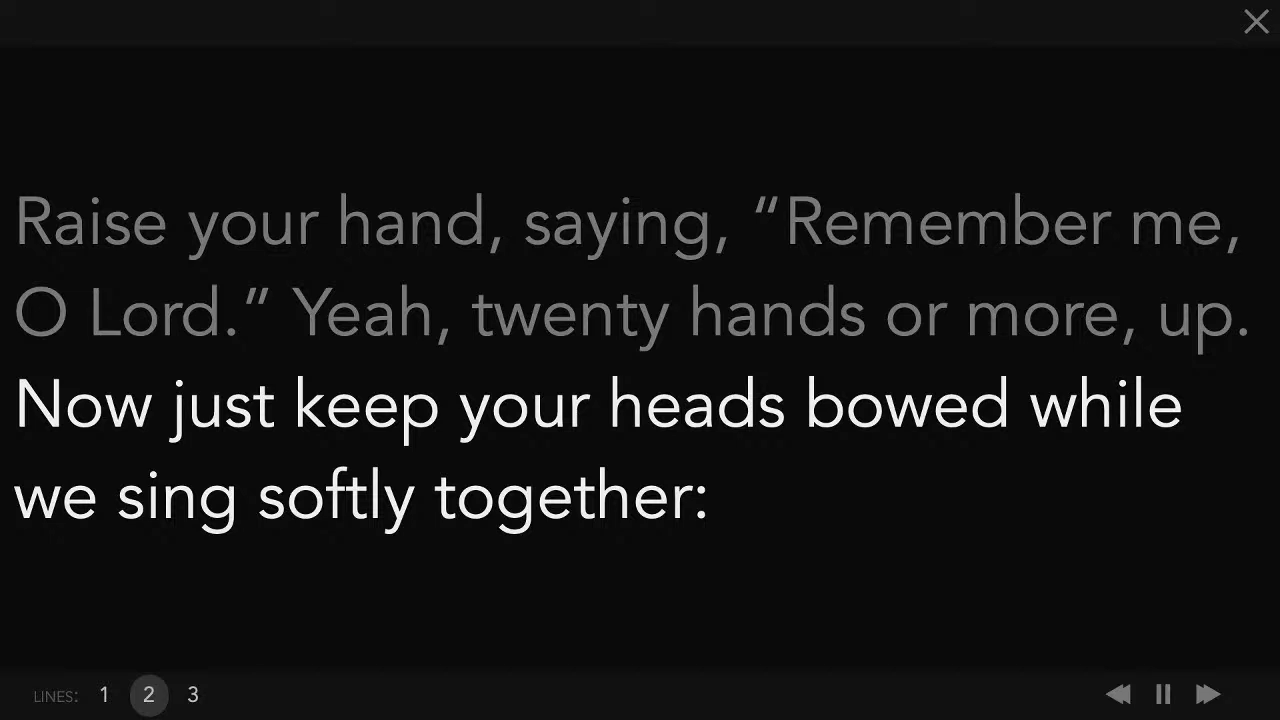 Raise your hand, saying, “Remember me,
O Lord.” Yeah, twenty hands or more, up.
Now just keep your heads bowed while
we sing softly together:
LINES: 1 2 3